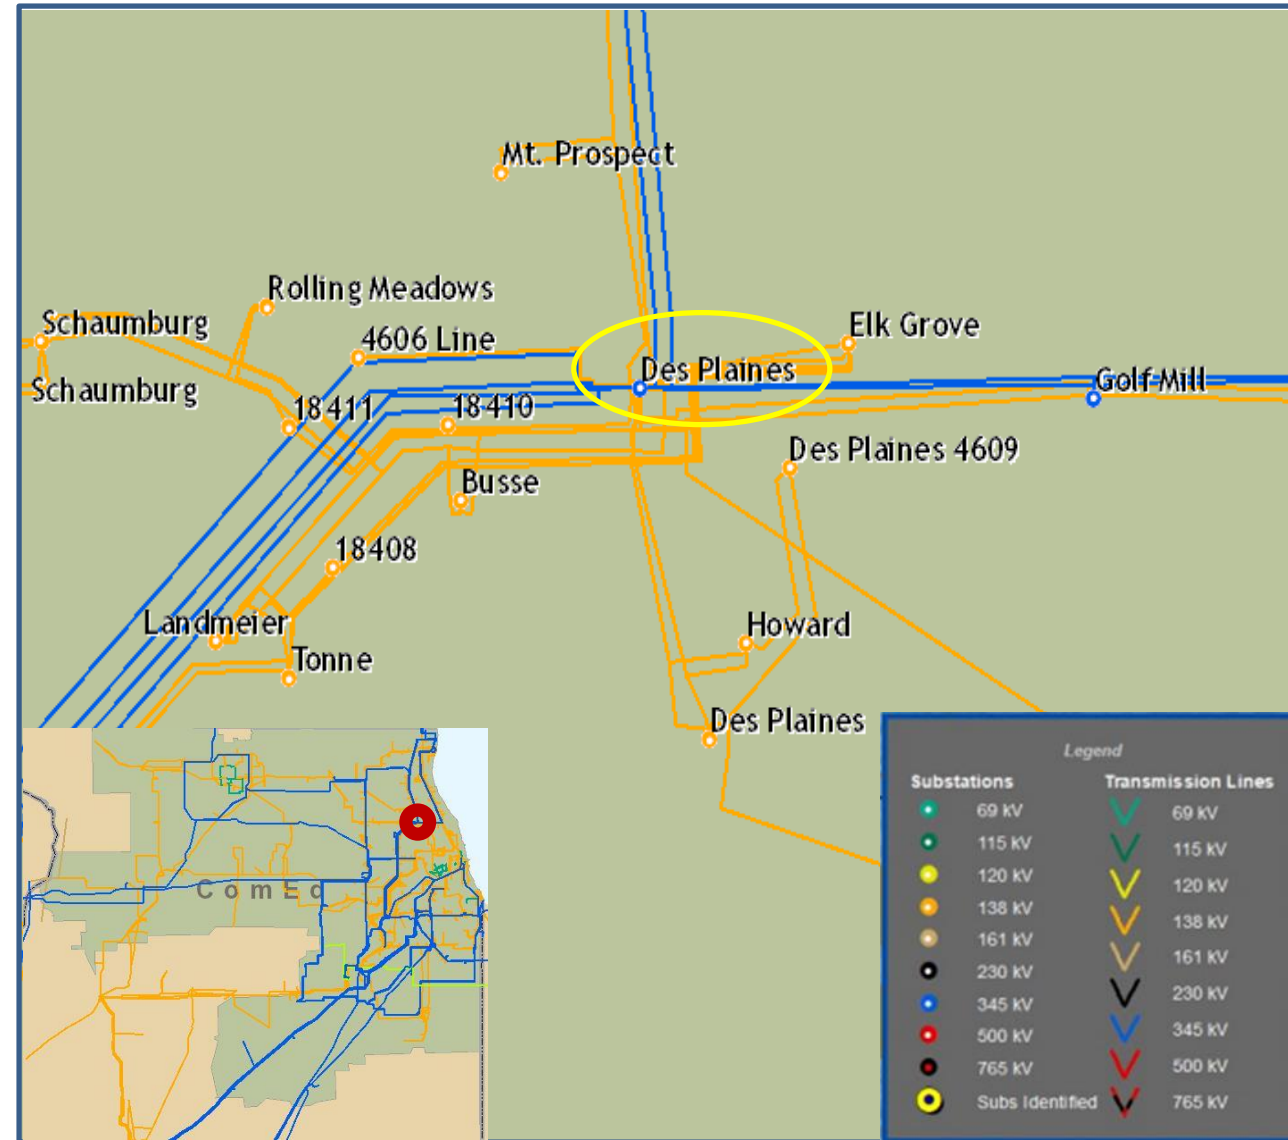 Mt. Prospect
Rolling Meadows
Schaumburg
4606 Line
Elk Grove
Des Plaines
Schaumburg
Golf Mill
18411
18410
Des Plaines 4609
Busse
18408
Landmeier
Howard
Tonne
Des Plaines
ComEd
Legend
Substations
Transmission Lines
69 kV
69 kV
115 kV
115 kV
120 kV
120 kV
138 kV
138 kV
161 kV
161 kV
230 kV
230 kV
345 kV
345 kV
500 kV
500 kV
765 kV
765 kV
Subs Identified